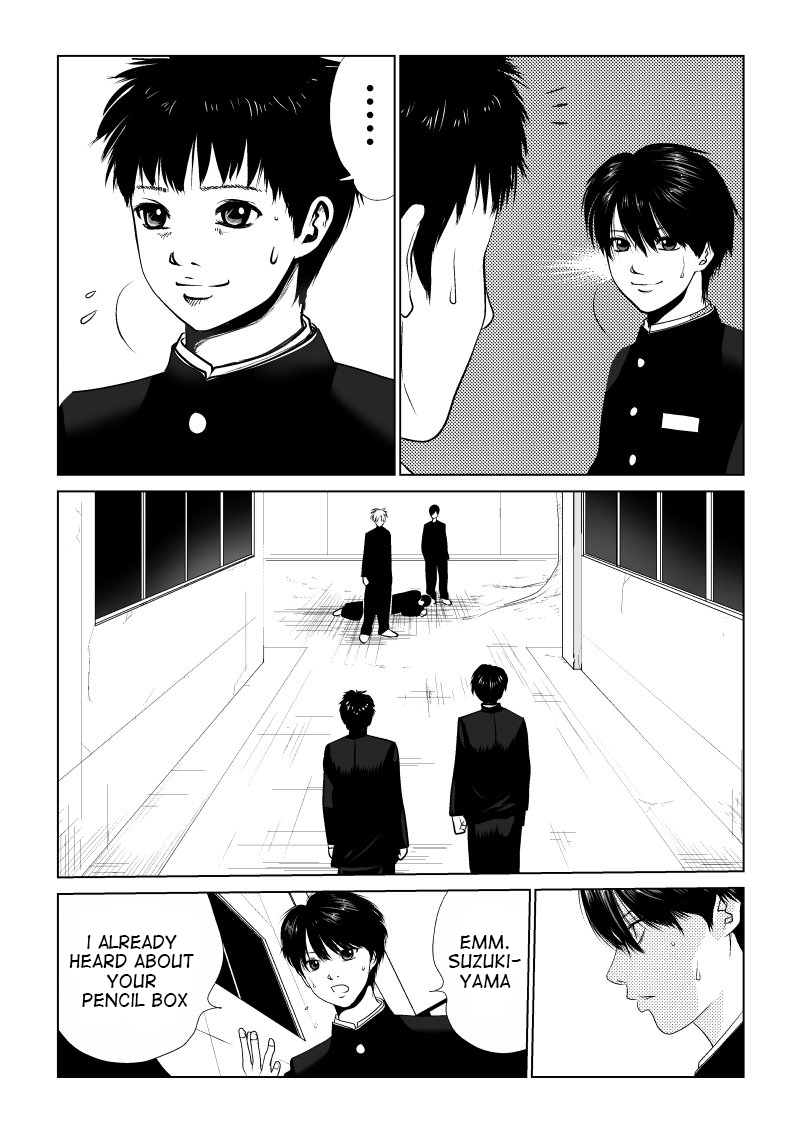 ......
EMM.
SUZUKI-
YAMA
I ALREADY
HEARD ABOUT
YOUR
PENCIL BOX